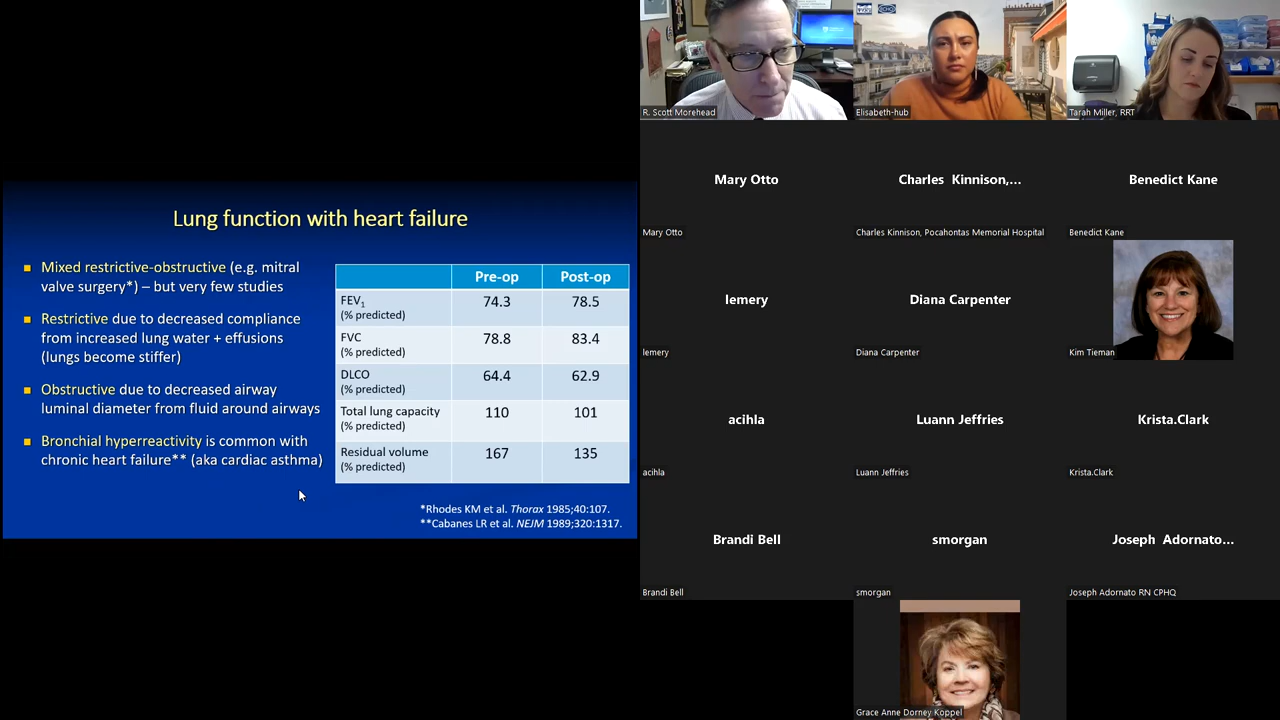 Lung function with heart failure
Mixed restrictive-obstructive (e.g. mitral
valve surgery*) – but very few studies
Restrictive due to decreased compliance
from increased lung water + effusions
(lungs become stiffer)
Obstructive due to decreased airway
luminal diameter from fluid around airways
Bronchial hyperreactivity is common with
chronic heart failure** (aka cardiac asthma)
Pre-op Post-op
FEV1 (% predicted) 74.3 78.5
FVC (% predicted) 78.8 83.4
DLCO (% predicted) 64.4 62.9
Total lung capacity (% predicted) 110 101
Residual volume (% predicted) 167 135
*Rhodes KM et al. Thorax 1985;40:107.
**Cabanes LR et al. NEJM 1989;320:1317.
R. Scott Morehead
Elisabeth-hub
Tarah Miller, RRT
Mary Otto
Charles Kinnison,...
Benedict Kane
Mary Otto
Charles Kinnison, Pocahontas Memorial Hospital
Benedict Kane
lemery
Diana Carpenter
lemery
Diana Carpenter
Kim Tieman
acihla
Luann Jeffries
Krista.Clark
acihla
Luann Jeffries
Krista.Clark
Brandi Bell
smorgan
Joseph Adornato...
Brandi Bell
smorgan
Joseph Adornato RN CPHQ
Grace Anne Dorney Koppel